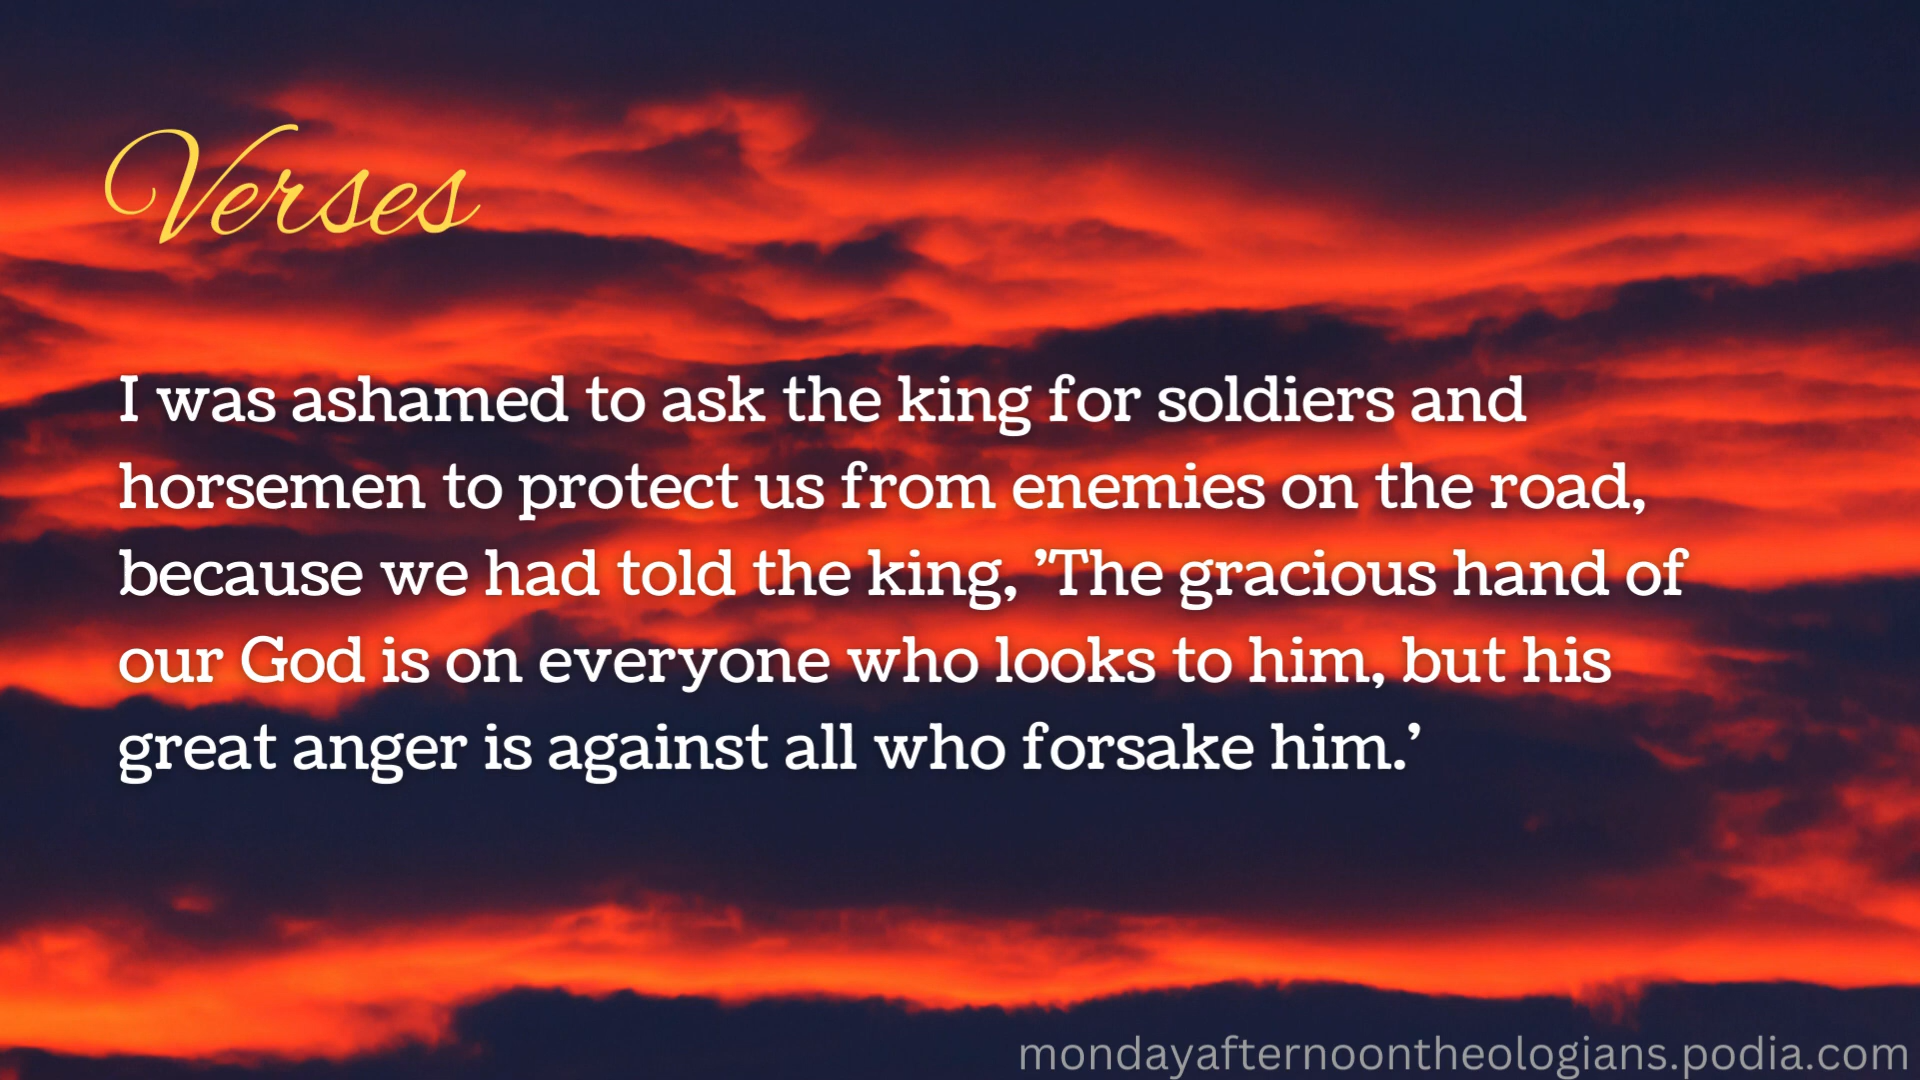 Verses
I was ashamed to ask the king for soldiers and
horsemen to protect us from enemies on the road,
because we had told the king, ’The gracious hand of
our God is on everyone who looks to him, but his
great anger is against all who forsake him.’
mondayafternoontheologians.podia.com